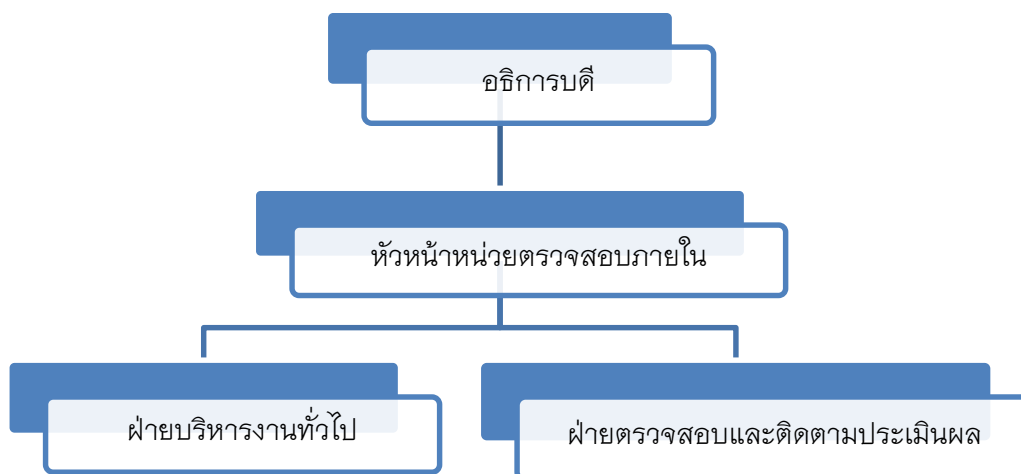 อธิการบดี
หัวหน้าหน่วยตรวจสอบภายใน
ฝ่ายบริหารงานทั่วไป
ฝ่ายตรวจสอบและติดตามประเมินผล